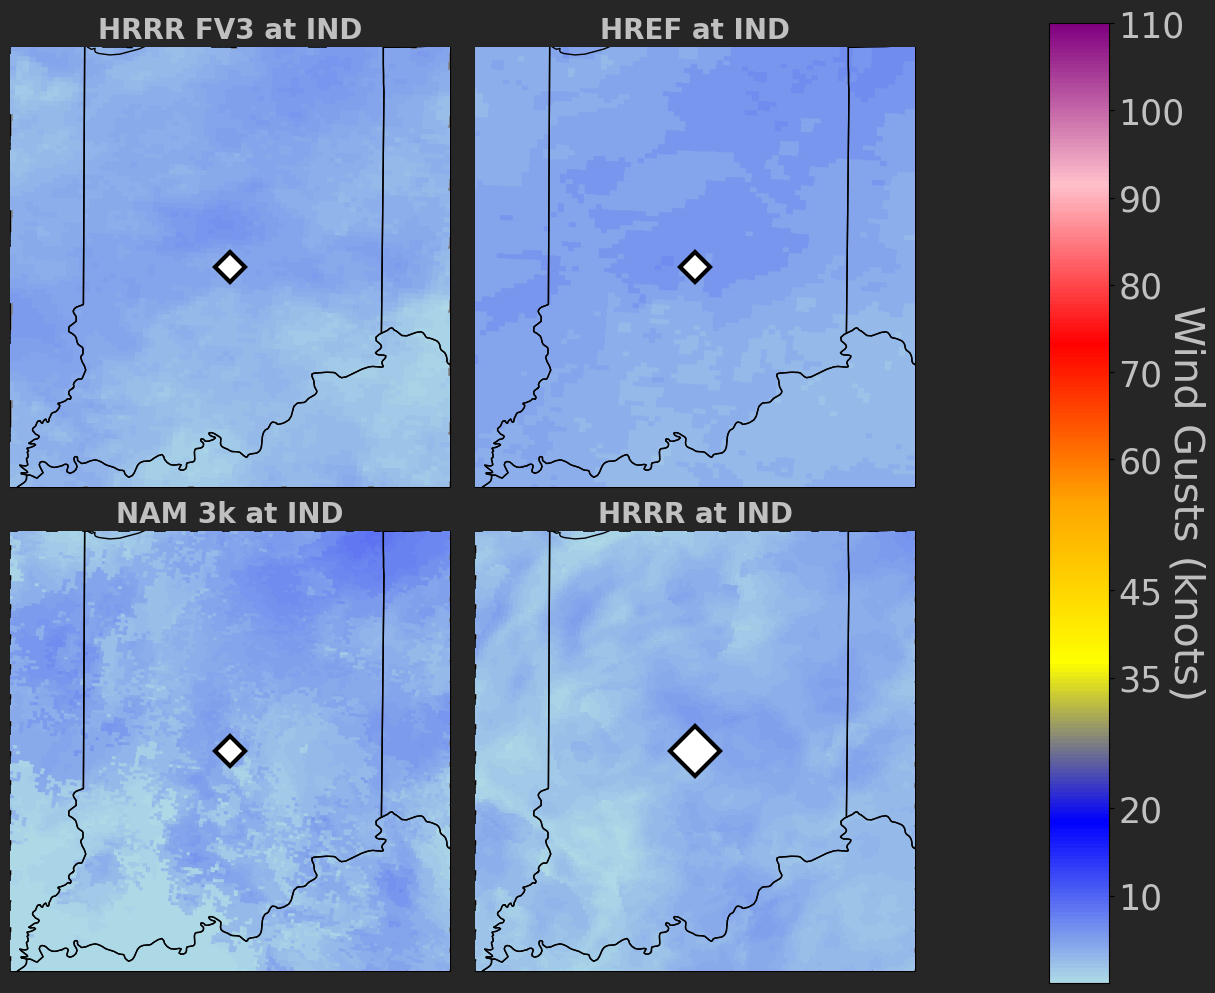 HRRR FV3 at IND
HREF at IND
NAM 3k at IND
HRRR at IND
110
100
90
80
70
60
45
35
20
10
Wind Gusts (knots)